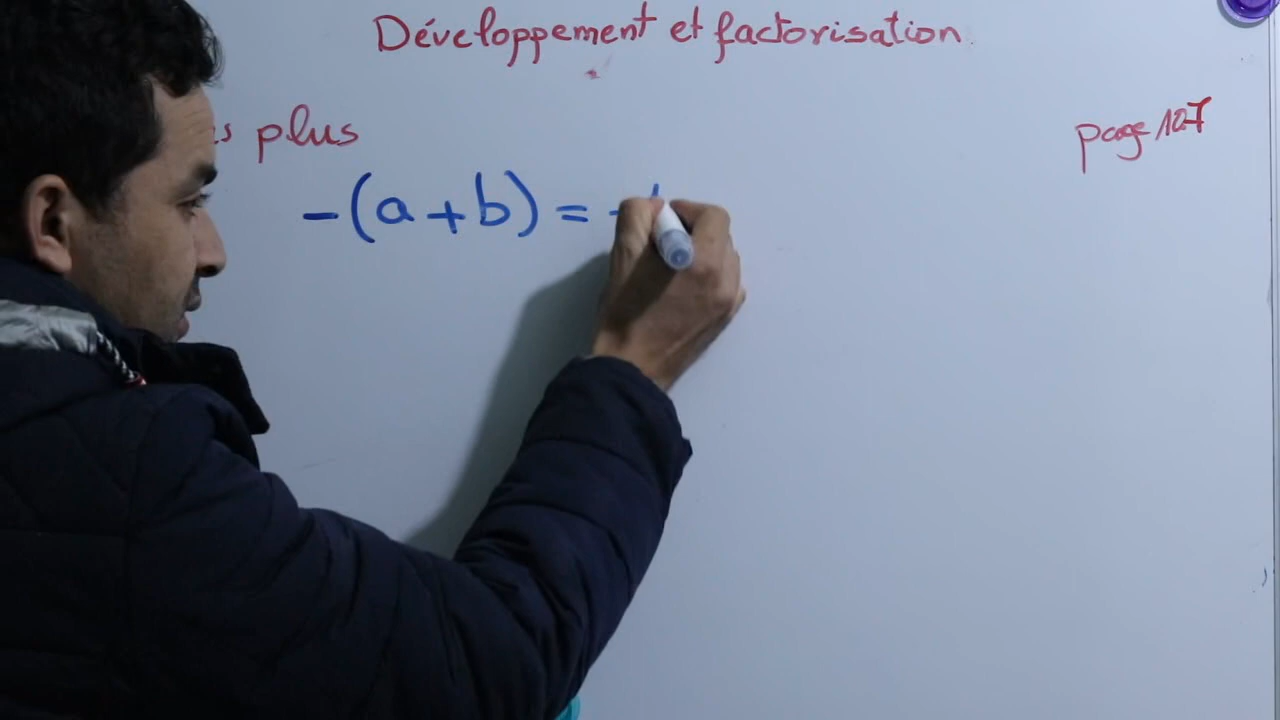 Développement et factorisation
plus page 127
-(a+b) = -